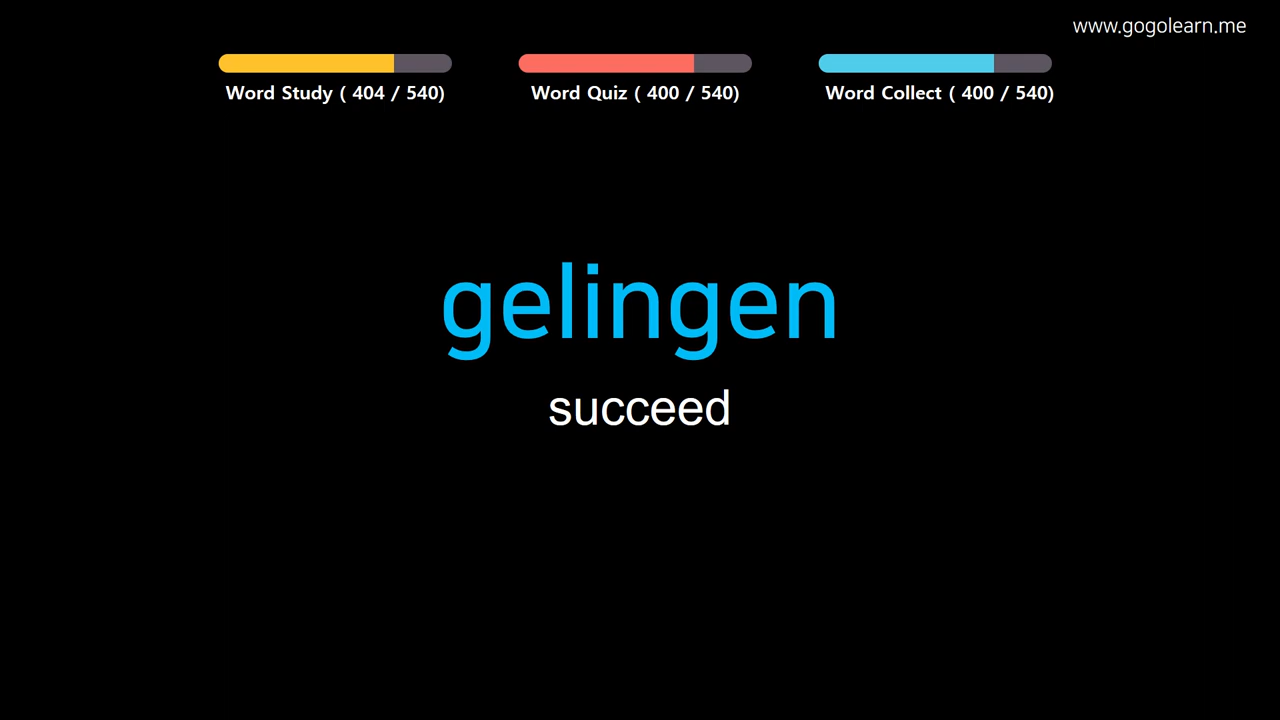 www.gogolearn.me
Word Study ( 404 / 540)
Word Quiz ( 400 / 540)
Word Collect ( 400 / 540)
gelingen
succeed